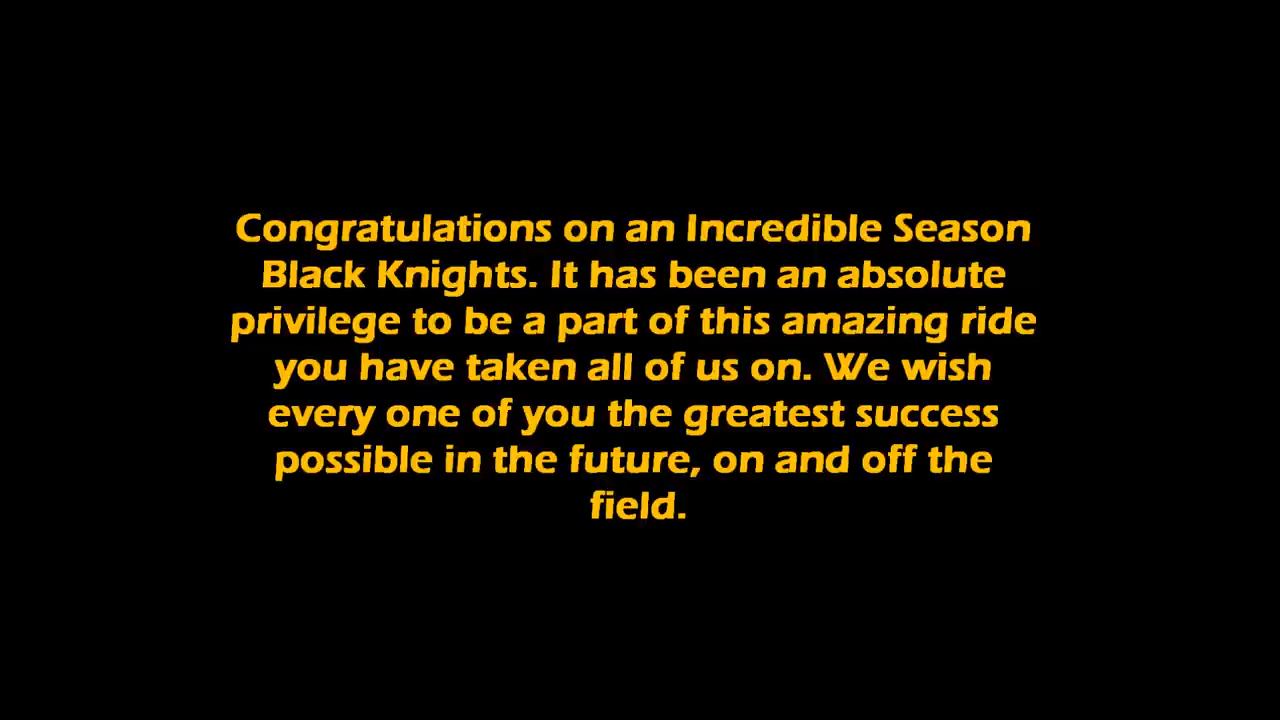 Congratulations on an Incredible Season
Black Knights. It has been an absolute
privilege to be a part of this amazing ride
you have taken all of us on. We wish
every one of you the greatest success
possible in the future, on and off the
field.